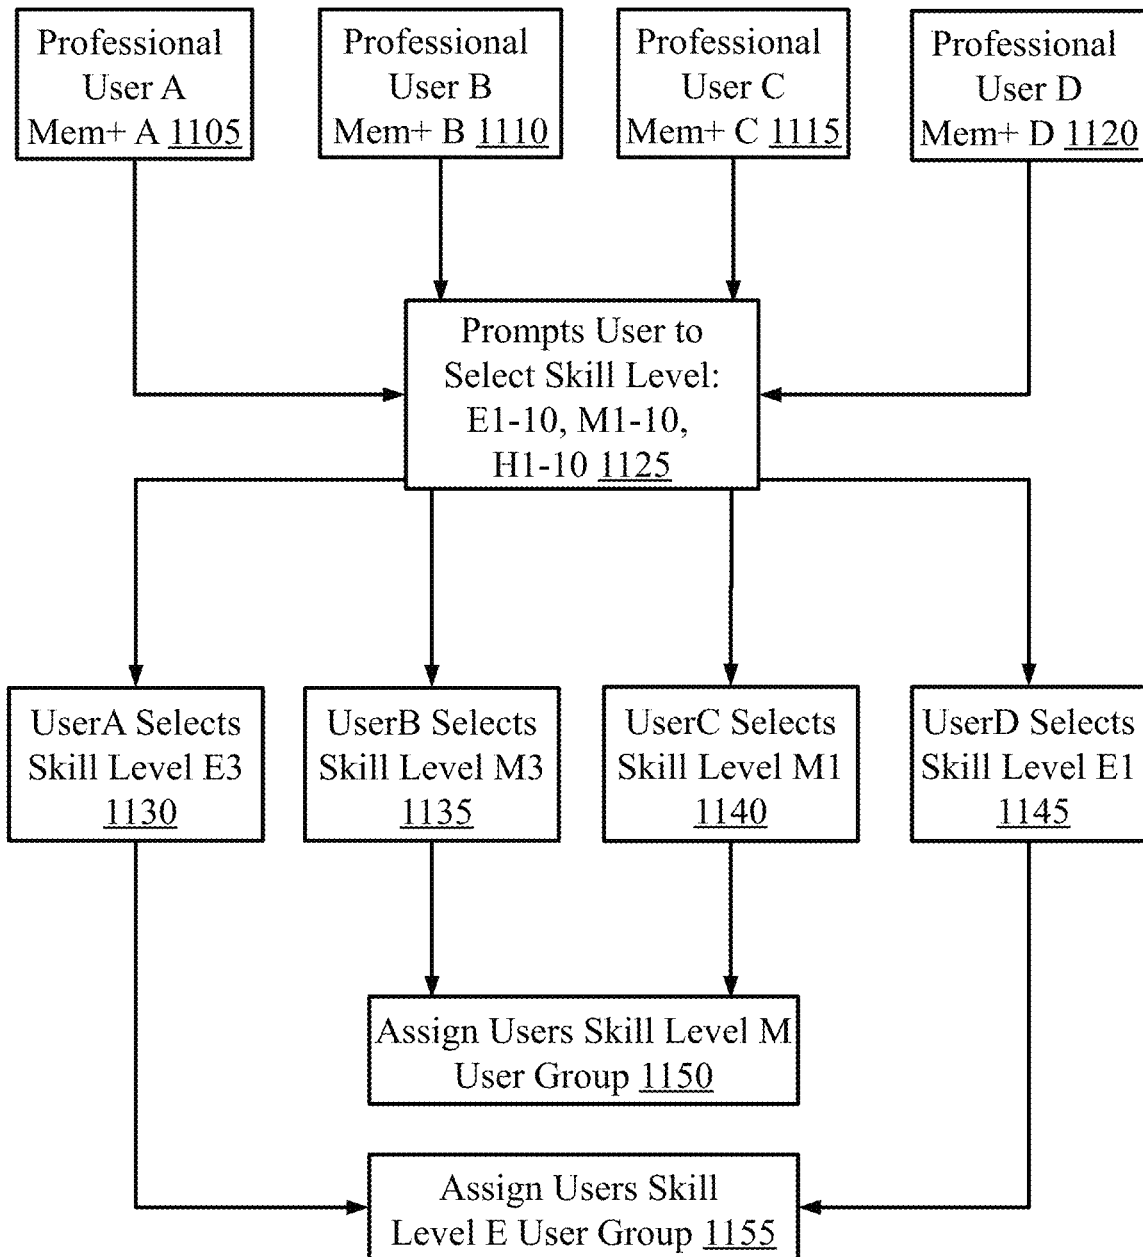 Professional
User A
Mem+ A 1105
Professional
User B
Mem+ B 1110
Professional
User C
Mem+ C 1115
Professional
User D
Mem+ D 1120
Prompts User to
Select Skill Level:
E1-10, M1-10,
H1-10 1125
UserA Selects
Skill Level E3
1130
UserB Selects
Skill Level M3
1135
UserC Selects
Skill Level M1
1140
UserD Selects
Skill Level E1
1145
Assign Users Skill Level M
User Group 1150
Assign Users Skill
Level E User Group 1155